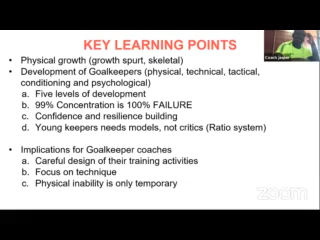 KEY LEARNING POINTS
• Physical growth (growth spurt, skeletal)
• Development of Goalkeepers (physical, technical, tactical,
conditioning and psychological)
a. Five levels of development
b. 99% Concentration is 100% FAILURE
c. Confidence and resilience building
d. Young keepers needs models, not critics (Ratio system)
• Implications for Goalkeeper coaches
a. Careful design of their training activities
b. Focus on technique
c. Physical inability is only temporary
Coach Jasper
zoom